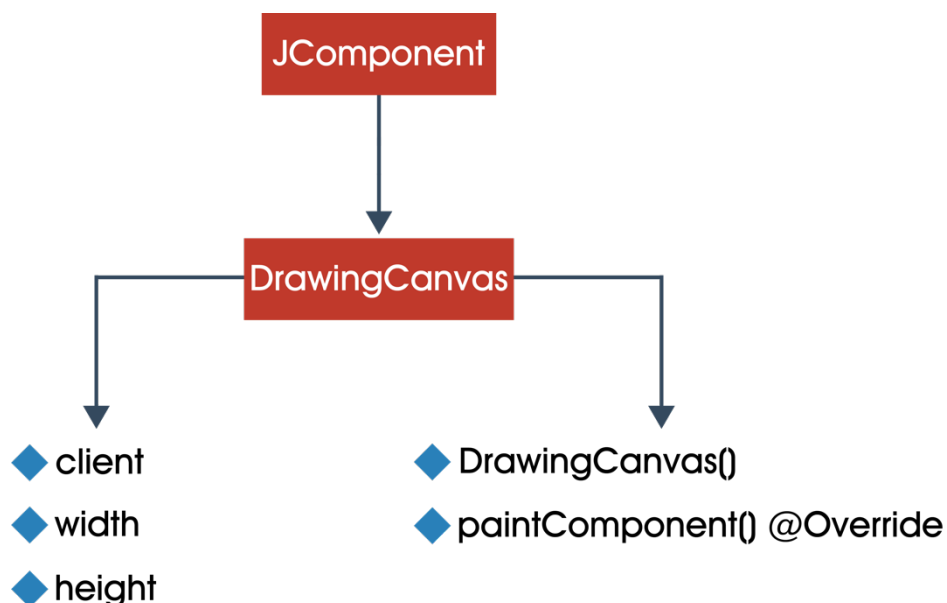 JComponent
DrawingCanvas
client
width
height
DrawingCanvas()
paintComponent() @Override